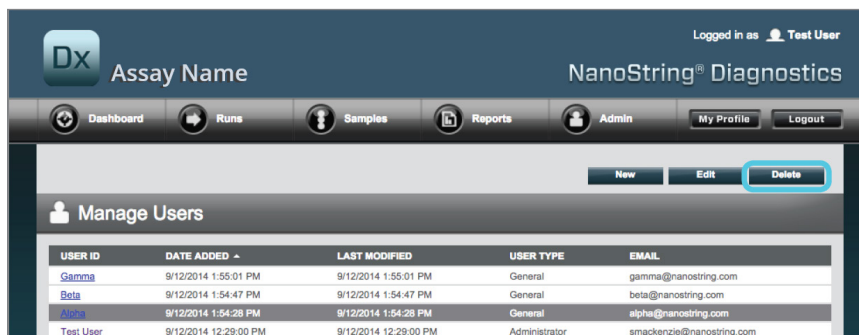 Logged in as Test User
Dx Assay Name
NanoString® Diagnostics
Dashboard Runs Samples Reports Admin My Profile Logout
New Edit Delete
Manage Users
USER ID DATE ADDED LAST MODIFIED USER TYPE EMAIL
Gamma 9/12/2014 1:55:01 PM 9/12/2014 1:55:01 PM General gamma@nanostring.com
Beta 9/12/2014 1:54:47 PM 9/12/2014 1:54:47 PM General beta@nanostring.com
Alpha 9/12/2014 1:54:28 PM 9/12/2014 1:54:28 PM General alpha@nanostring.com
Test User 9/12/2014 12:29:00 PM 9/12/2014 12:29:00 PM Administrator smackenzie@nanostring.com